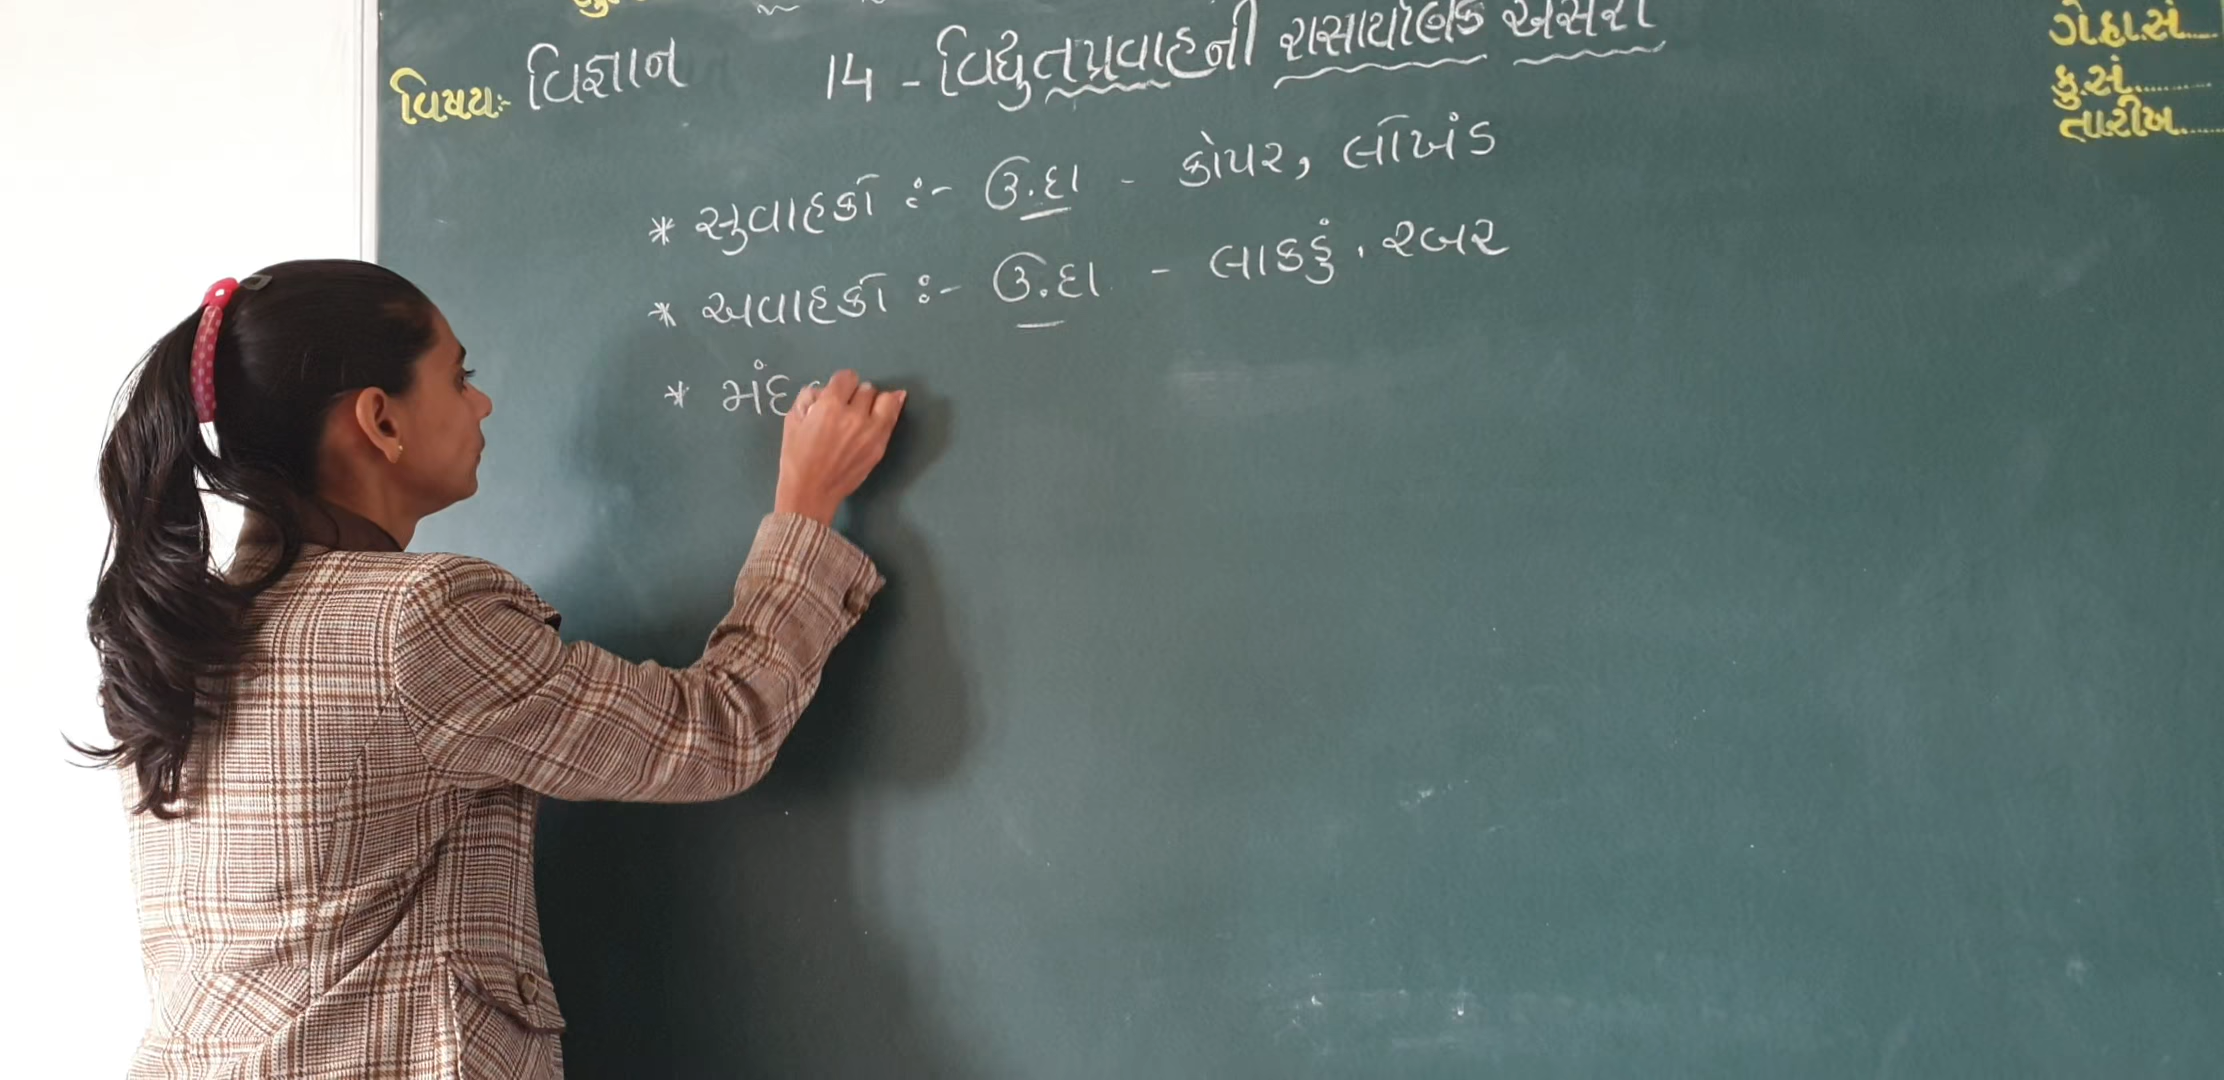 વિષયઃ- વિજ્ઞાન 14 - વિદ્યુતપ્રવાહની રાસાયણિક અસરો
* સુવાહકો :- ઉ.દા - કોપર, લોખંડ
* અવાહકો :- ઉ.દા - લાકડું, રબર
* મંદ
ગે.હા.સં.....
કુ.સં..........
તારીખ......